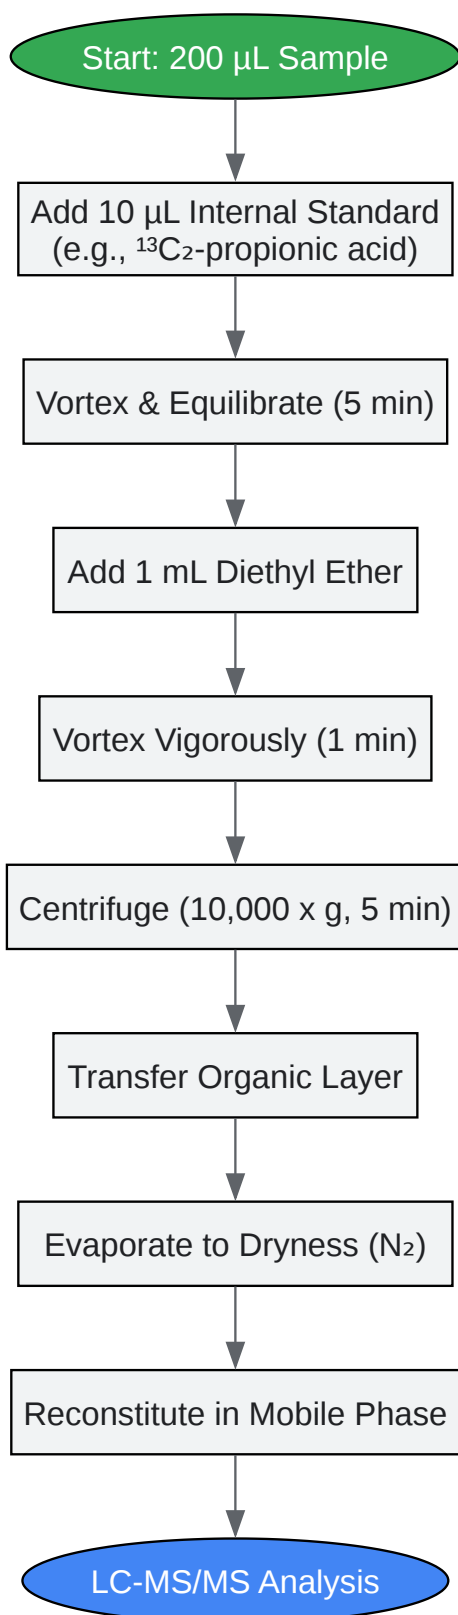 Start: 200 µL Sample
Add 10 µL Internal Standard
(e.g., ¹³C₂-propionic acid)
Vortex & Equilibrate (5 min)
Add 1 mL Diethyl Ether
Vortex Vigorously (1 min)
Centrifuge (10,000 x g, 5 min)
Transfer Organic Layer
Evaporate to Dryness (N₂)
Reconstitute in Mobile Phase
LC-MS/MS Analysis